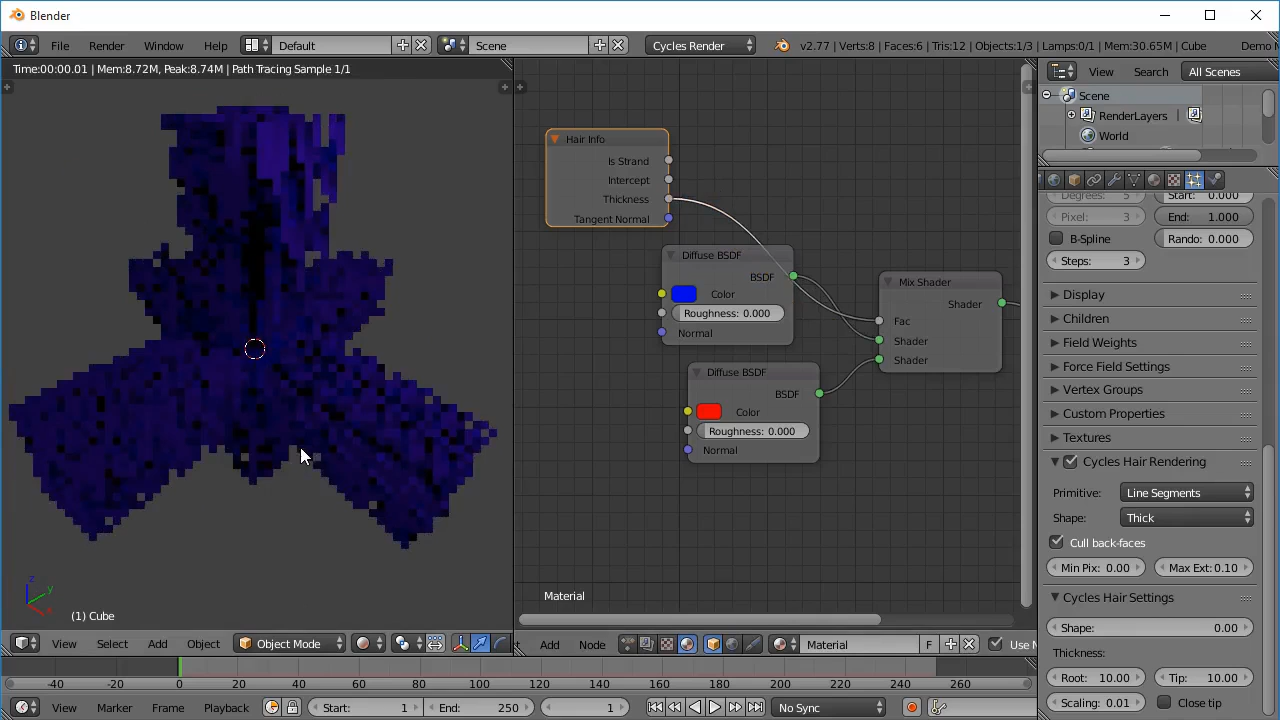 Blender
File Render Window Help Default Scene Cycles Render v2.77 | Verts:8 | Faces:6 | Tris:12 | Objects:1/3 | Lamps:0/1 | Mem:30.65M | Cube Demo N
Time:00:00.01 | Mem:8.72M, Peak:8.74M | Path Tracing Sample 1/1
View Search All Scenes
Scene
RenderLayers |
World
Hair Info
Is Strand
Intercept
Thickness
Tangent Normal
Diffuse BSDF
BSDF
Color
Roughness: 0.000
Normal
Diffuse BSDF
BSDF
Color
Roughness: 0.000
Normal
Mix Shader
Shader
Fac
Shader
Shader
Degrees: 5 Start: 0.000
Pixel: 3 End: 1.000
B-Spline Rando: 0.000
Steps: 3
Display
Children
Field Weights
Force Field Settings
Vertex Groups
Custom Properties
Textures
Cycles Hair Rendering
Primitive: Line Segments
Shape: Thick
Cull back-faces
Min Pix: 0.00 Max Ext: 0.10
Cycles Hair Settings
Shape: 0.00
Thickness:
Root: 10.00 Tip: 10.00
Scaling: 0.01 Close tip
z
y
x
(1) Cube
Material
View Select Add Object Object Mode
Add Node Material F Use N
-40 -20 0 20 40 60 80 100 120 140 160 180 200 220 240 260
View Marker Frame Playback Start: 1 End: 250 1 No Sync